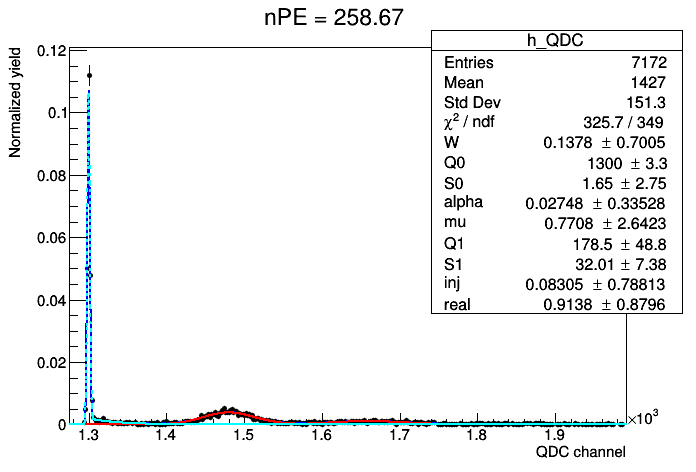 nPE = 258.67
h_QDC
Entries 7172
Mean 1427
Std Dev 151.3
χ² / ndf 325.7 / 349
W 0.1378 ± 0.7005
Q0 1300 ± 3.3
S0 1.65 ± 2.75
alpha 0.02748 ± 0.33528
mu 0.7708 ± 2.6423
Q1 178.5 ± 48.8
S1 32.01 ± 7.38
inj 0.08305 ± 0.78813
real 0.9138 ± 0.8796
Normalized yield
0.12
0.1
0.08
0.06
0.04
0.02
0
1.3 1.4 1.5 1.6 1.7 1.8 1.9 ×10³
QDC channel